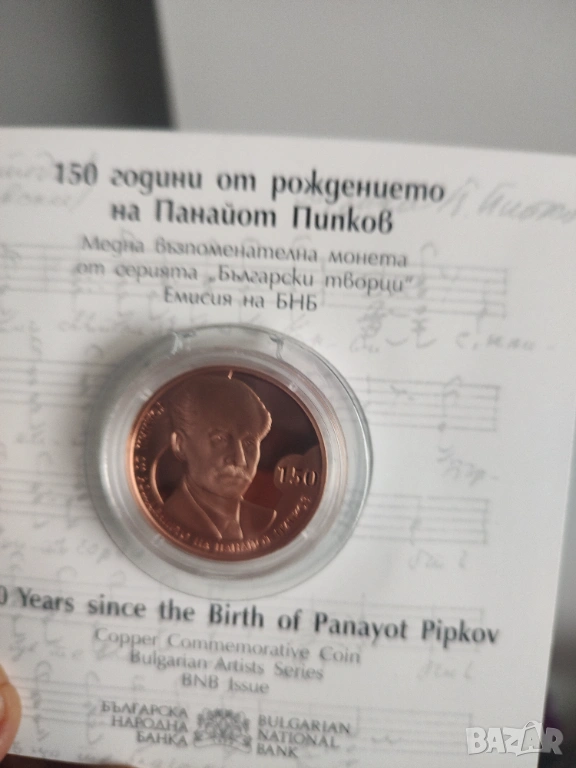 150 години от рождението
на Панайот Пипков
Медна възпоменателна монета
от серията „Български творци“
Емисия на БНБ
150
0 Years since the Birth of Panayot Pipkov
Copper Commemorative Coin
Bulgarian Artists Series
BNB Issue
БЪЛГАРСКА
НАРОДНА
БАНКА
BULGARIAN
NATIONAL
BANK
BAZAR